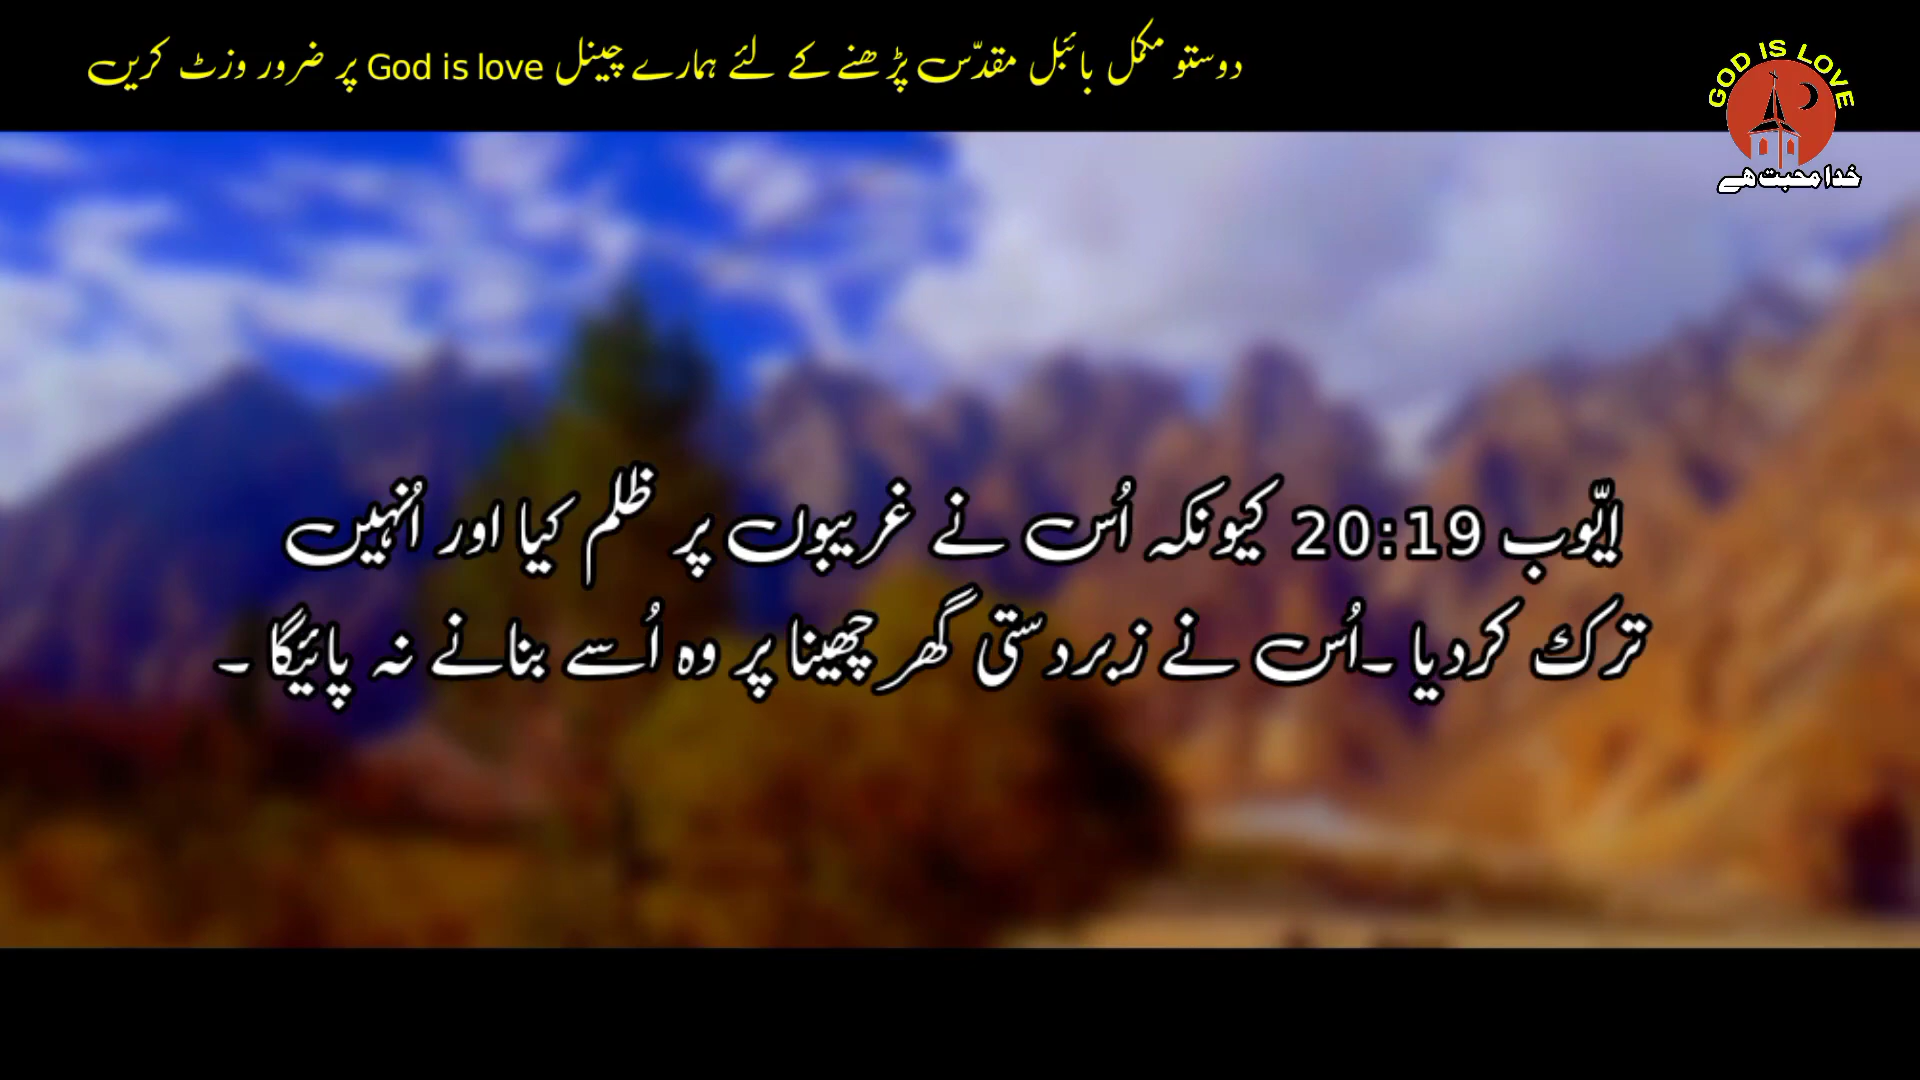 دوستو مکمل بائبل مقدّس پڑھنے کے لئے ہمارے چینل God is love پر ضرور وزٹ کریں
GOD IS LOVE
خدا محبت ھے
ایّوب 20:19 کیونکہ اُس نے غریبوں پر ظلم کیا اور اُنہیں
ترک کردیا ۔اُس نے زبردستی گھر چھینا پر وہ اُسے بنانے نہ پائیگا ۔